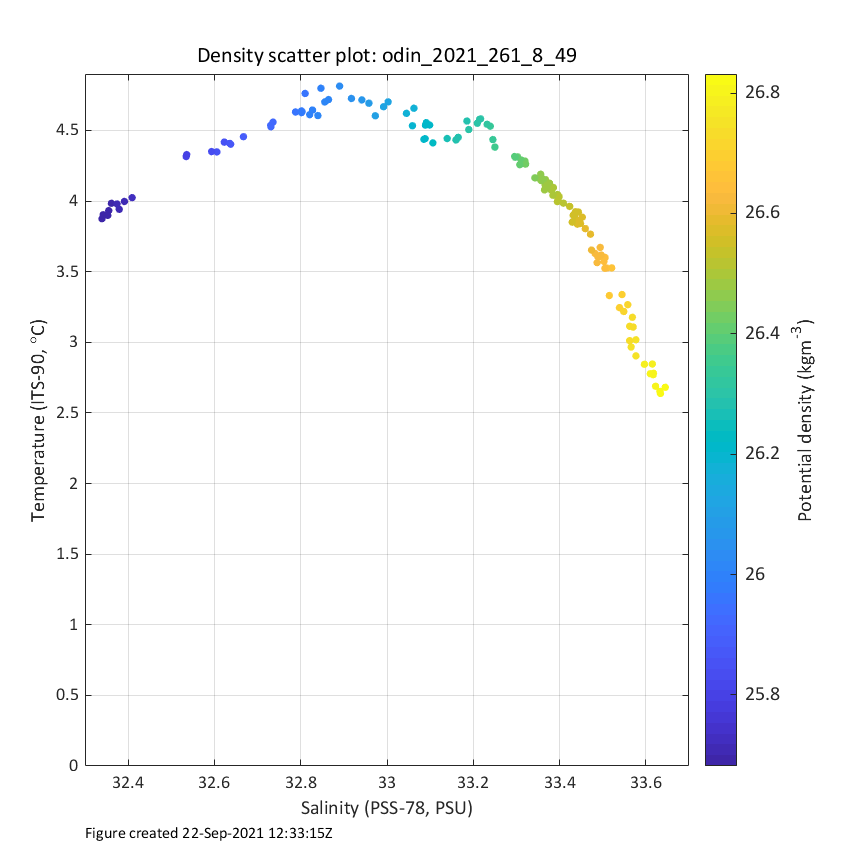 Density scatter plot: odin_2021_261_8_49
4.5
4
3.5
3
2.5
2
1.5
1
0.5
0
Temperature (ITS-90, °C)
32.4 32.6 32.8 33 33.2 33.4 33.6
Salinity (PSS-78, PSU)
26.8
26.6
26.4
26.2
26
25.8
Potential density (kgm-3)
Figure created 22-Sep-2021 12:33:15Z